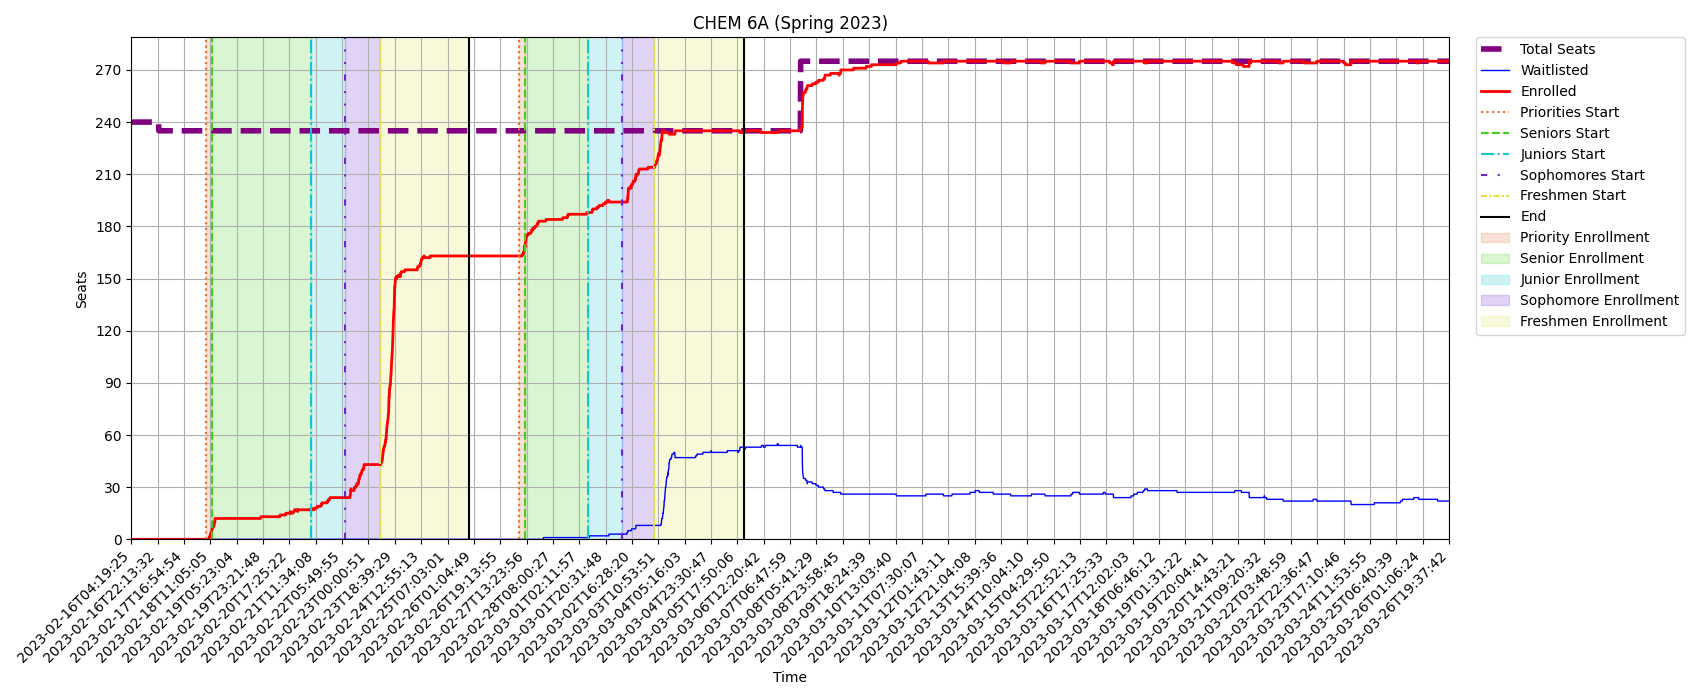 CHEM 6A (Spring 2023)
Seats
270
240
210
180
150
120
90
60
30
0
2023-02-16T04:19:25
2023-02-16T22:13:32
2023-02-17T16:54:54
2023-02-18T11:05:05
2023-02-19T05:23:04
2023-02-19T23:21:48
2023-02-20T17:25:22
2023-02-21T11:34:08
2023-02-22T05:49:55
2023-02-23T00:00:51
2023-02-23T18:39:29
2023-02-24T12:55:13
2023-02-25T07:03:01
2023-02-26T01:04:49
2023-02-26T19:13:55
2023-02-27T13:23:56
2023-02-28T08:00:27
2023-03-01T02:11:57
2023-03-01T20:31:48
2023-03-02T16:28:20
2023-03-03T10:53:51
2023-03-04T05:16:03
2023-03-04T23:30:47
2023-03-05T17:50:06
2023-03-06T12:20:42
2023-03-07T06:47:59
2023-03-08T05:41:29
2023-03-08T23:58:45
2023-03-09T18:24:39
2023-03-10T13:03:40
2023-03-11T07:30:07
2023-03-12T01:43:11
2023-03-12T21:04:08
2023-03-13T15:39:36
2023-03-14T10:04:10
2023-03-15T04:29:50
2023-03-15T22:52:13
2023-03-16T17:25:33
2023-03-17T12:02:03
2023-03-18T06:46:12
2023-03-19T01:31:22
2023-03-19T20:04:41
2023-03-20T14:43:21
2023-03-21T09:20:32
2023-03-22T03:48:59
2023-03-22T22:36:47
2023-03-23T17:10:46
2023-03-24T11:53:55
2023-03-25T06:40:39
2023-03-26T01:06:24
2023-03-26T19:37:42
Time
Total Seats
Waitlisted
Enrolled
Priorities Start
Seniors Start
Juniors Start
Sophomores Start
Freshmen Start
End
Priority Enrollment
Senior Enrollment
Junior Enrollment
Sophomore Enrollment
Freshmen Enrollment